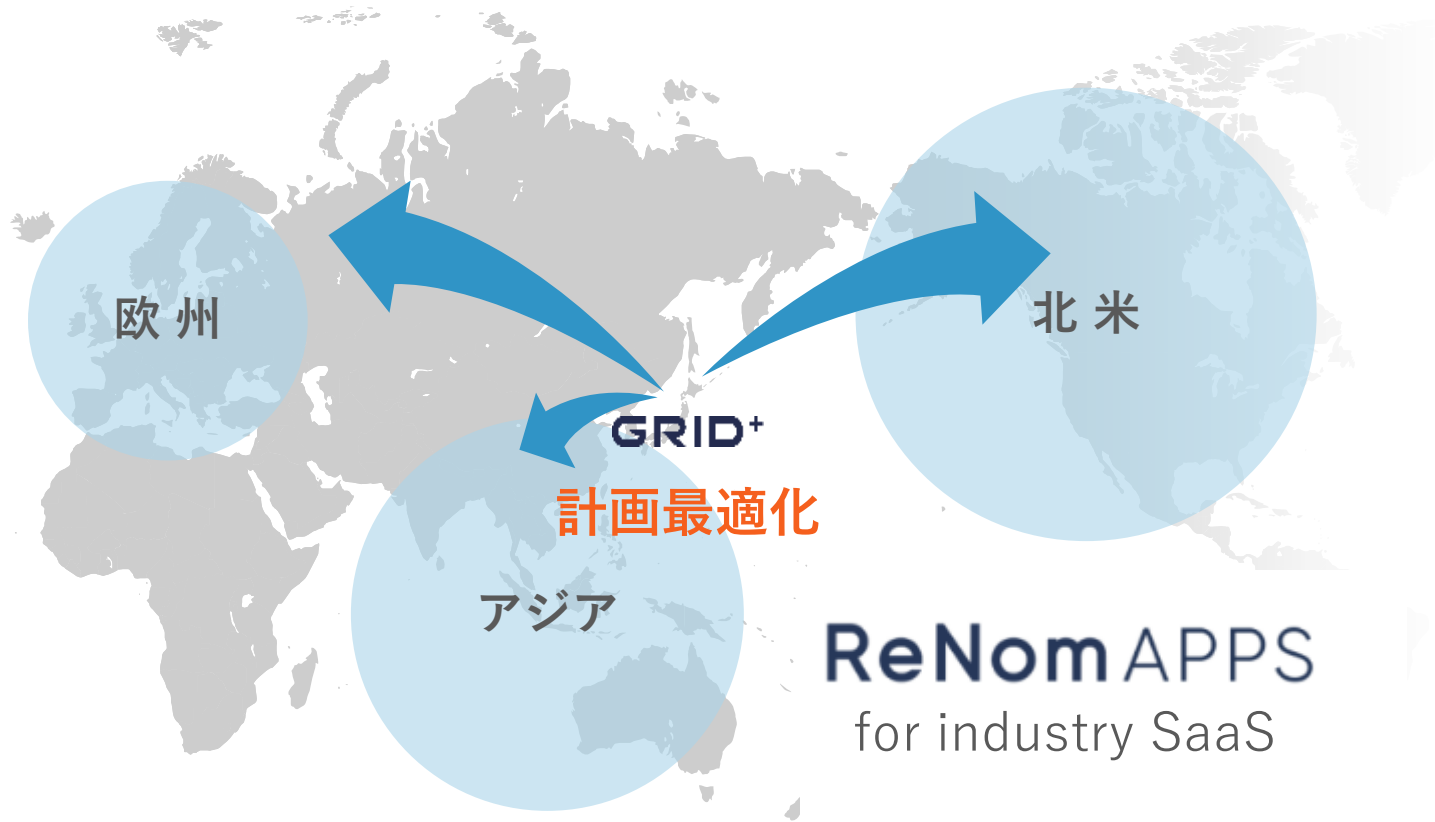 欧州
北米
GRID+
計画最適化
アジア
ReNom APPS
for industry SaaS